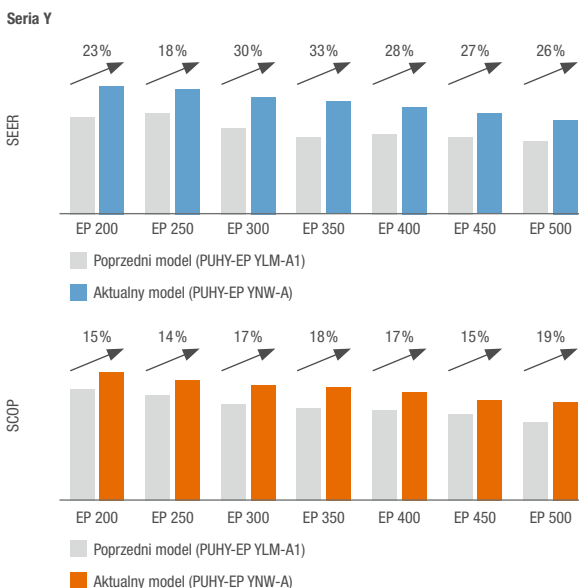 Seria Y
23% 18% 30% 33% 28% 27% 26%
SEER
EP 200 EP 250 EP 300 EP 350 EP 400 EP 450 EP 500
Poprzedni model (PUHY-EP YLM-A1)
Aktualny model (PUHY-EP YNW-A)
15% 14% 17% 18% 17% 15% 19%
SCOP
EP 200 EP 250 EP 300 EP 350 EP 400 EP 450 EP 500
Poprzedni model (PUHY-EP YLM-A1)
Aktualny model (PUHY-EP YNW-A)